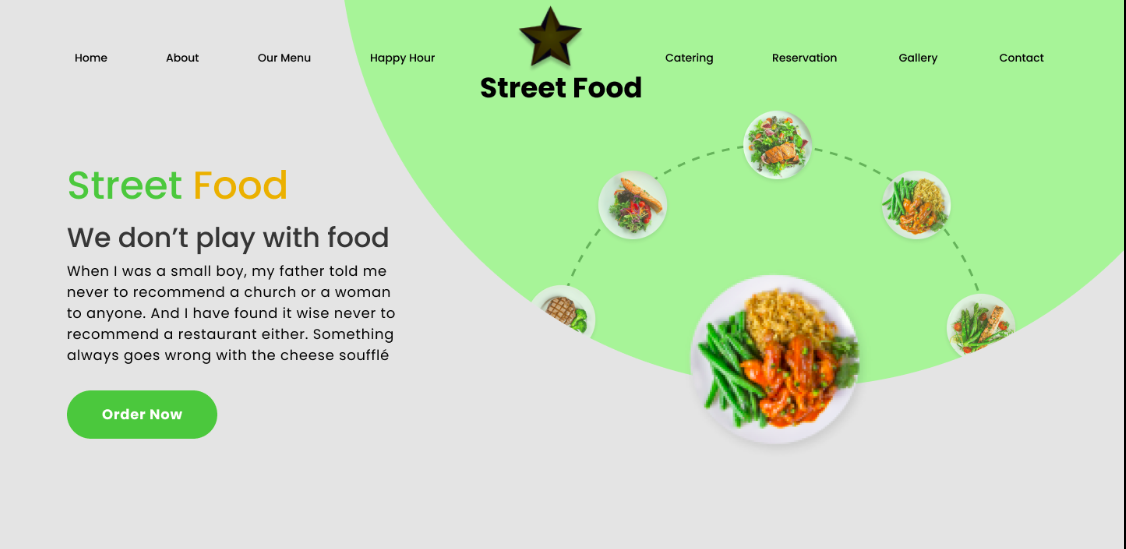 Home
About
Our Menu
Happy Hour
Street Food
Catering
Reservation
Gallery
Contact
Street Food
We don’t play with food
When I was a small boy, my father told me
never to recommend a church or a woman
to anyone. And I have found it wise never to
recommend a restaurant either. Something
always goes wrong with the cheese soufflé
Order Now